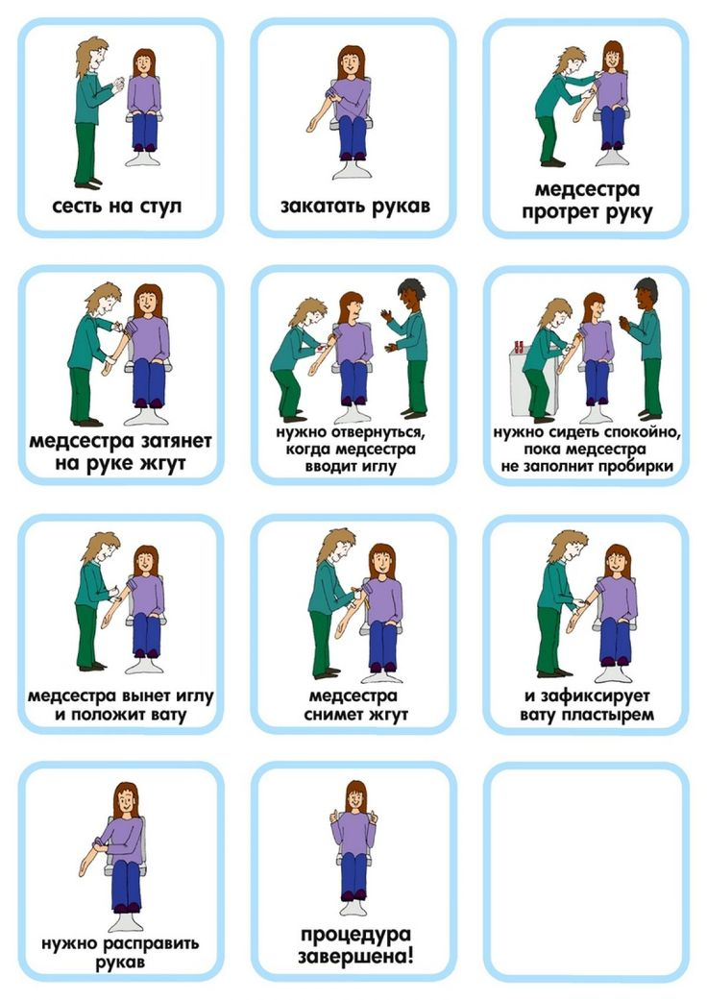 сесть на стул
закатать рукав
медсестра
протрет руку
медсестра затянет
на руке жгут
нужно отвернуться,
когда медсестра
вводит иглу
нужно сидеть спокойно,
пока медсестра
не заполнит пробирки
медсестра вынет иглу
и положит вату
медсестра
снимет жгут
и зафиксирует
вату пластырем
нужно расправить
рукав
процедура
завершена!